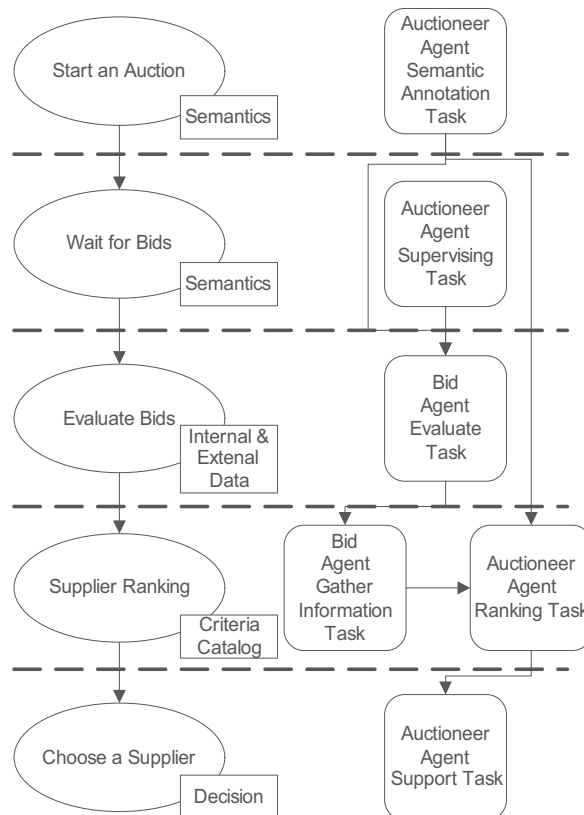 Start an Auction
Semantics
Auctioneer
Agent
Semantic
Annotation
Task
Wait for Bids
Semantics
Auctioneer
Agent
Supervising
Task
Evaluate Bids
Internal &
Extenal
Data
Bid
Agent
Evaluate
Task
Supplier Ranking
Criteria
Catalog
Bid
Agent
Gather
Information
Task
Auctioneer
Agent
Ranking Task
Choose a Supplier
Decision
Auctioneer
Agent
Support Task